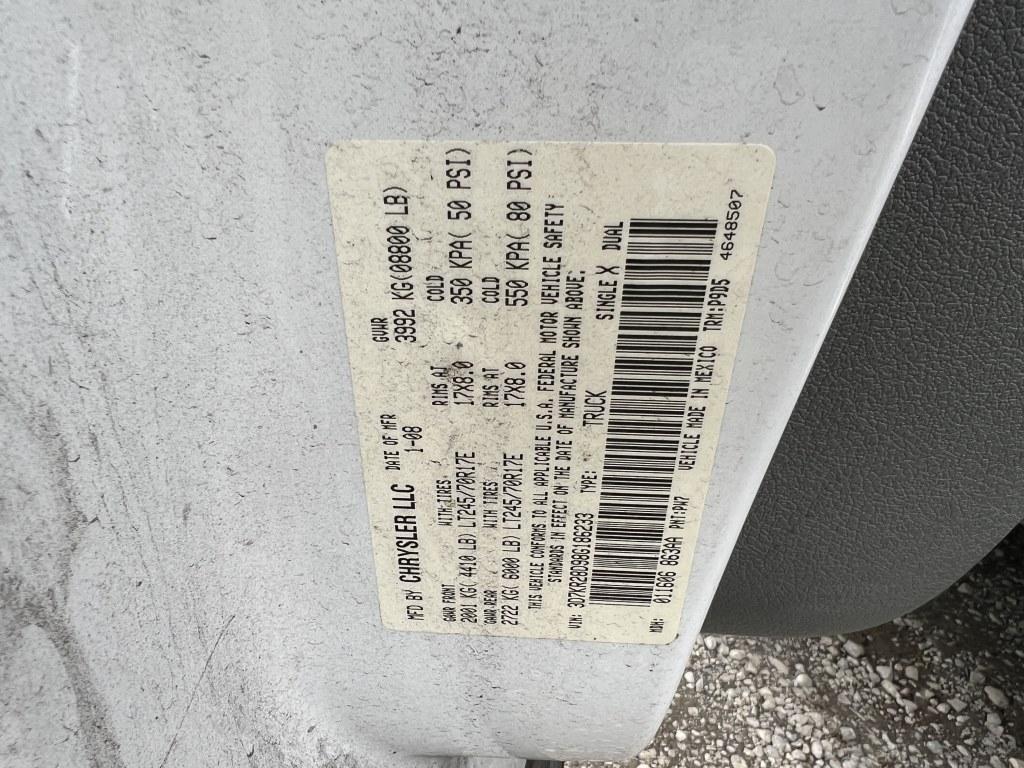 MFD BY CHRYSLER LLC DATE OF MFR 1-08 GVWR 3992 KG(08800 LB)
GAWR FRONT WITH TIRES RIMS AT COLD
2001 KG( 4410 LB) LT245/70R17E 17X8.0 350 KPA( 50 PSI)
GAWR-REAR WITH TIRES RIMS AT COLD
2722 KG( 6000 LB) LT245/70R17E 17X8.0 550 KPA( 80 PSI)
THIS VEHICLE CONFORMS TO ALL APPLICABLE U.S.A. FEDERAL MOTOR VEHICLE SAFETY
STANDARDS IN EFFECT ON THE DATE OF MANUFACTURE SHOWN ABOVE:
VIN: 3D7KR28D98G186233 TYPE: TRUCK SINGLE X DUAL
MDH: 011606 863AA PNT:PW7 VEHICLE MADE IN MEXICO TRM:P9D5
4648507